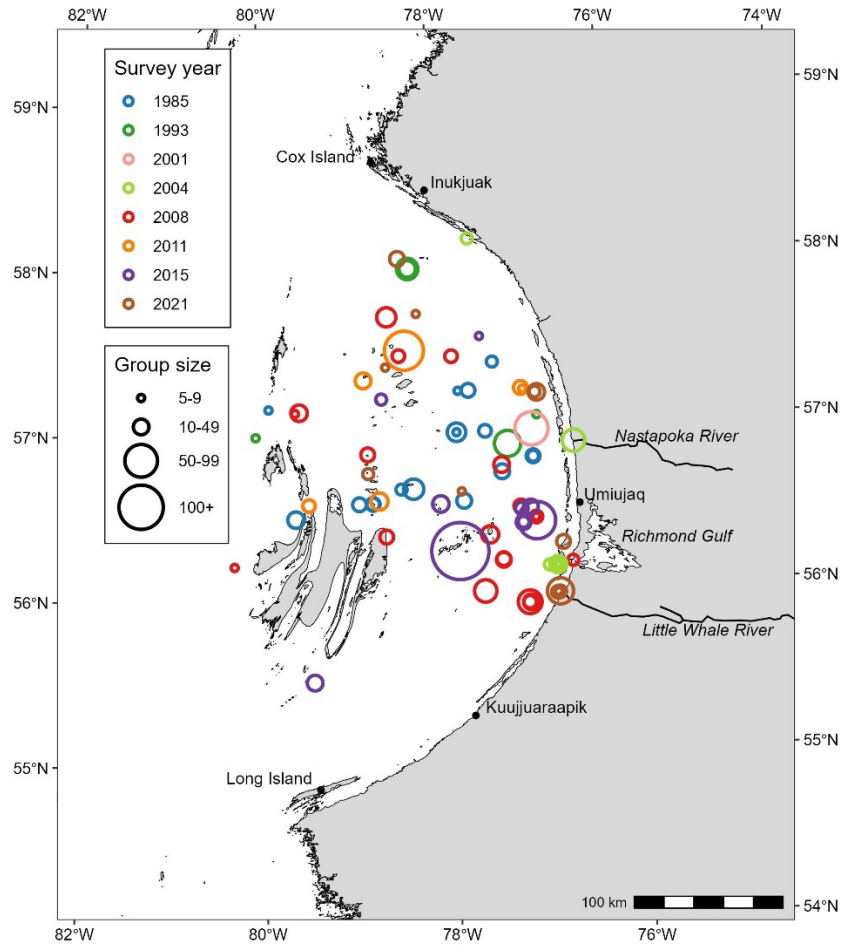 82°W 80°W 78°W 76°W 74°W
Survey year
1985
1993
2001
2004
2008
2011
2015
2021
Group size
5-9
10-49
50-99
100+
59°N
59°N
Cox Island
Inukjuak
58°N
58°N
57°N
57°N
Nastapoka River
Umiujaq
Richmond Gulf
56°N
56°N
Little Whale River
Kuujjuaraapik
55°N
55°N
Long Island
100 km
54°N
54°N
82°W 80°W 78°W 76°W